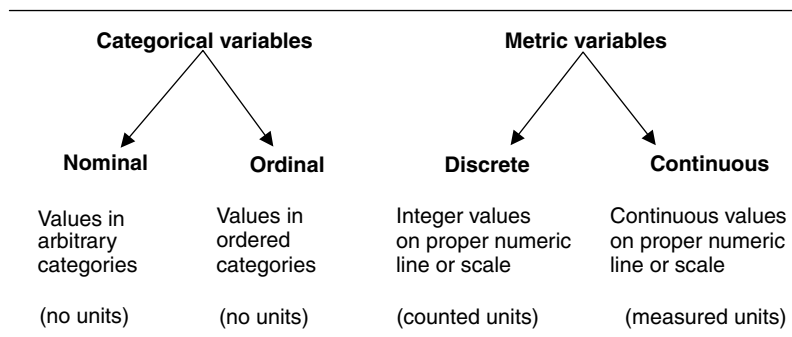 Categorical variables
Metric variables
Nominal
Ordinal
Discrete
Continuous
Values in
arbitrary
categories
Values in
ordered
categories
Integer values
on proper numeric
line or scale
Continuous values
on proper numeric
line or scale
(no units)
(no units)
(counted units)
(measured units)